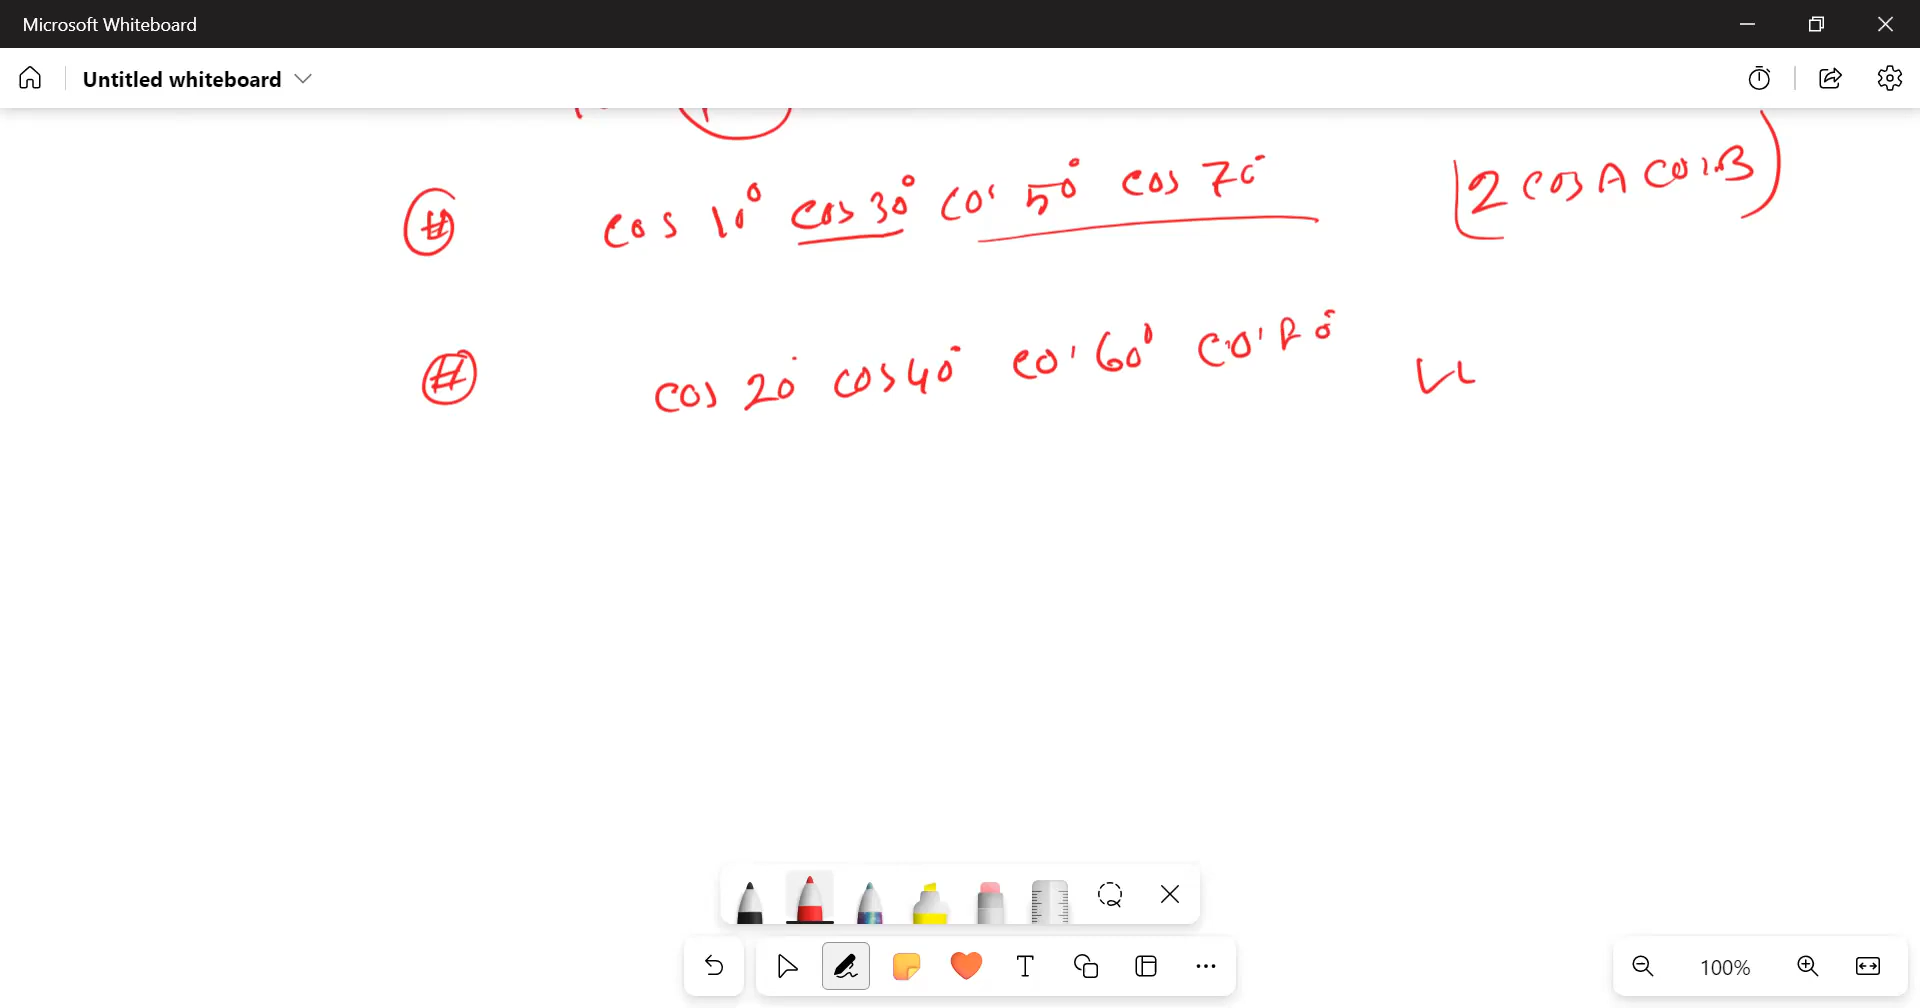 Microsoft Whiteboard
Untitled whiteboard
# cos 10° cos 30° cos 50° cos 70° [2 cos A cos B)
# cos 20° cos 40° cos 60° cos 80°
T
100%